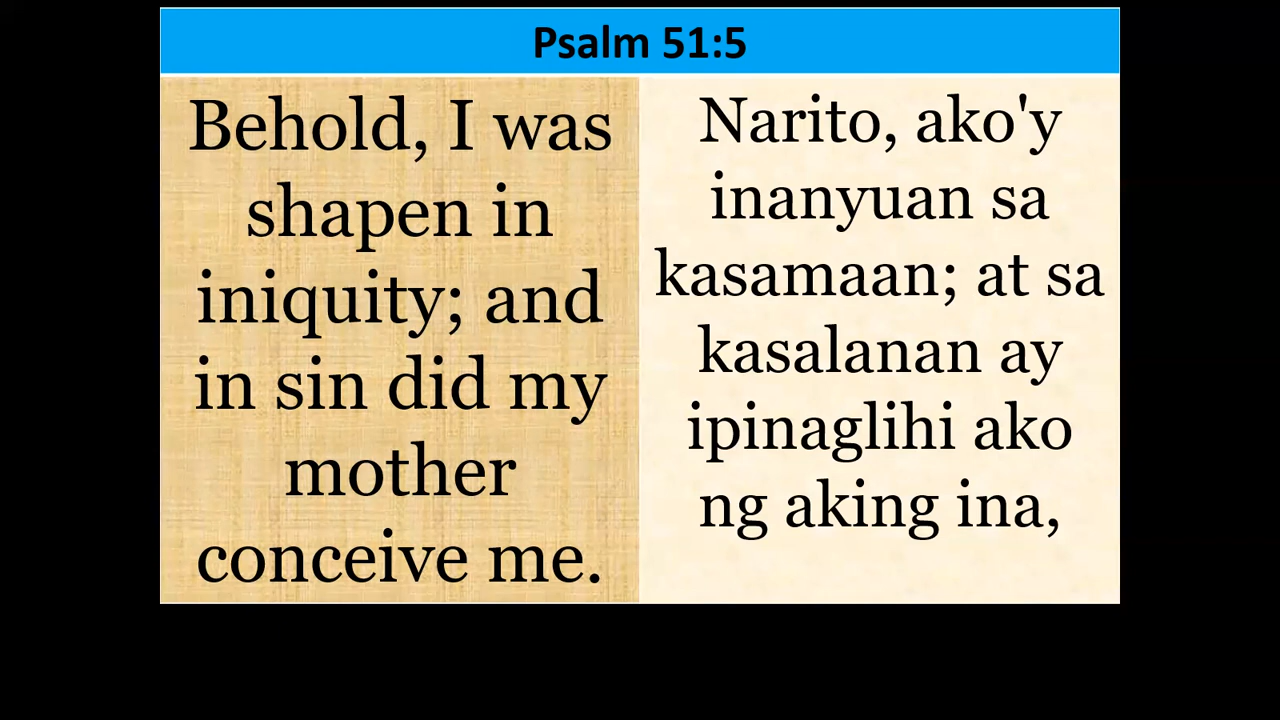 Psalm 51:5
Behold, I was
shapen in
iniquity; and
in sin did my
mother
conceive me.
Narito, ako'y
inanyuan sa
kasamaan; at sa
kasalanan ay
ipinaglihi ako
ng aking ina,